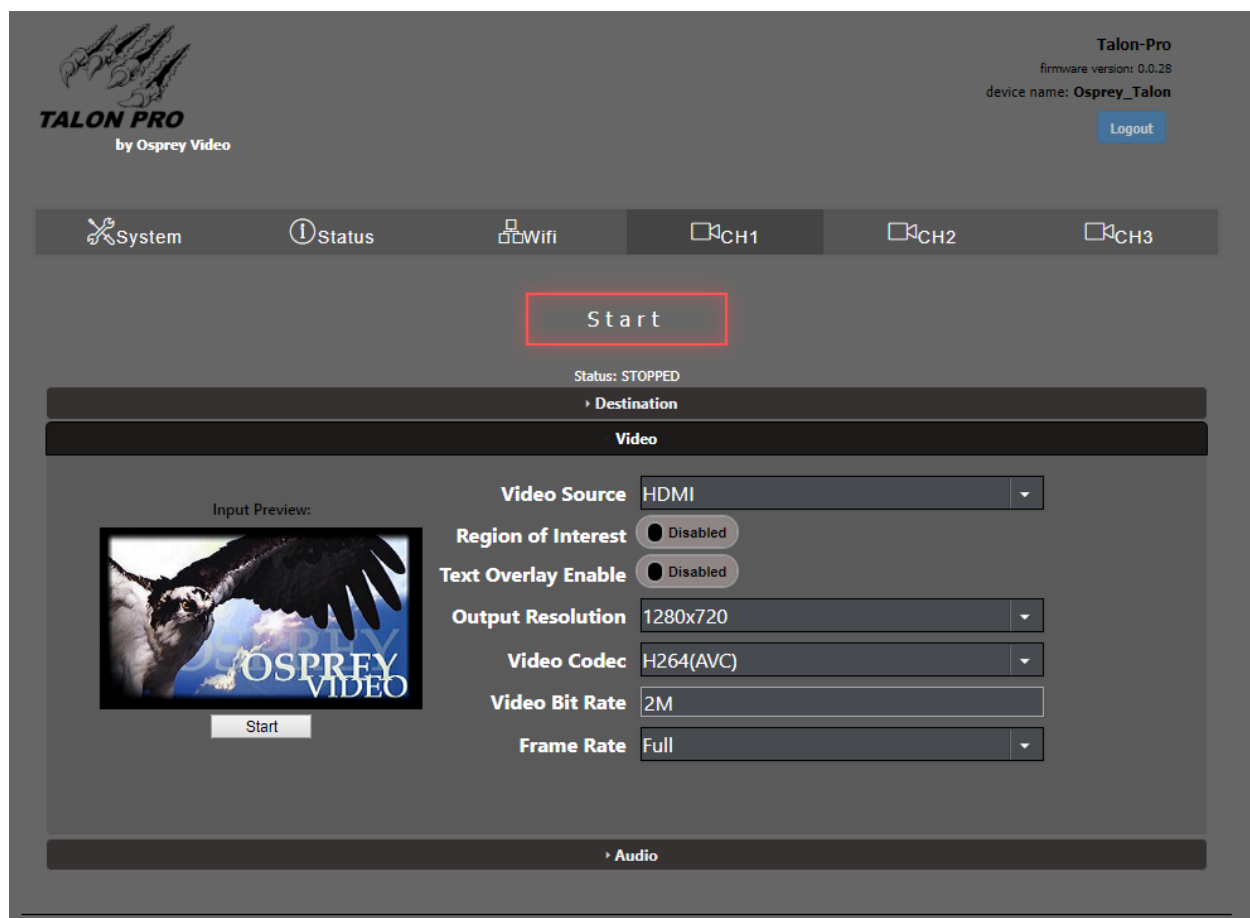 TALON PRO
by Osprey Video
Talon-Pro
firmware version: 0.0.28
device name: Osprey_Talon
Logout
System Status Wifi CH1 CH2 CH3
Start
Status: STOPPED
Destination
Video
Input Preview:
OSPREY
OSPREY
VIDEO
Start
Video Source HDMI
Region of Interest Disabled
Text Overlay Enable Disabled
Output Resolution 1280x720
Video Codec H264(AVC)
Video Bit Rate 2M
Frame Rate Full
Audio